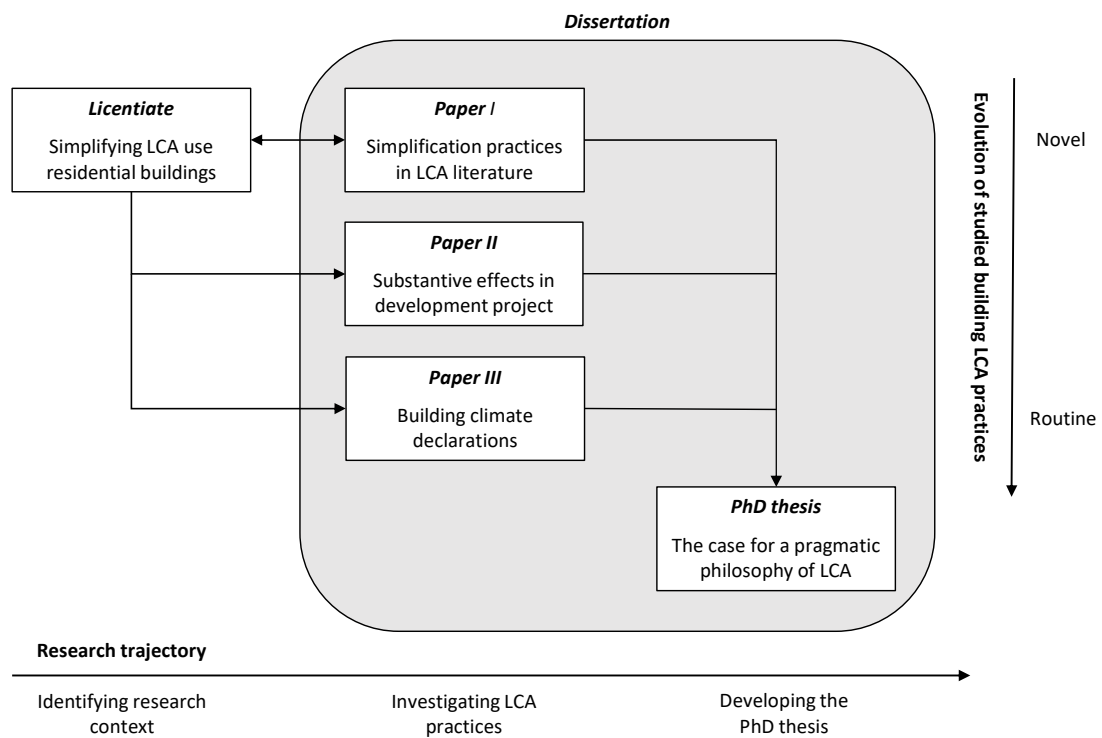 Dissertation
Licentiate
Simplifying LCA use
residential buildings
Paper I
Simplification practices
in LCA literature
Paper II
Substantive effects in
development project
Paper III
Building climate
declarations
PhD thesis
The case for a pragmatic
philosophy of LCA
Evolution of studied building LCA practices
Novel
Routine
Research trajectory
Identifying research
context
Investigating LCA
practices
Developing the
PhD thesis